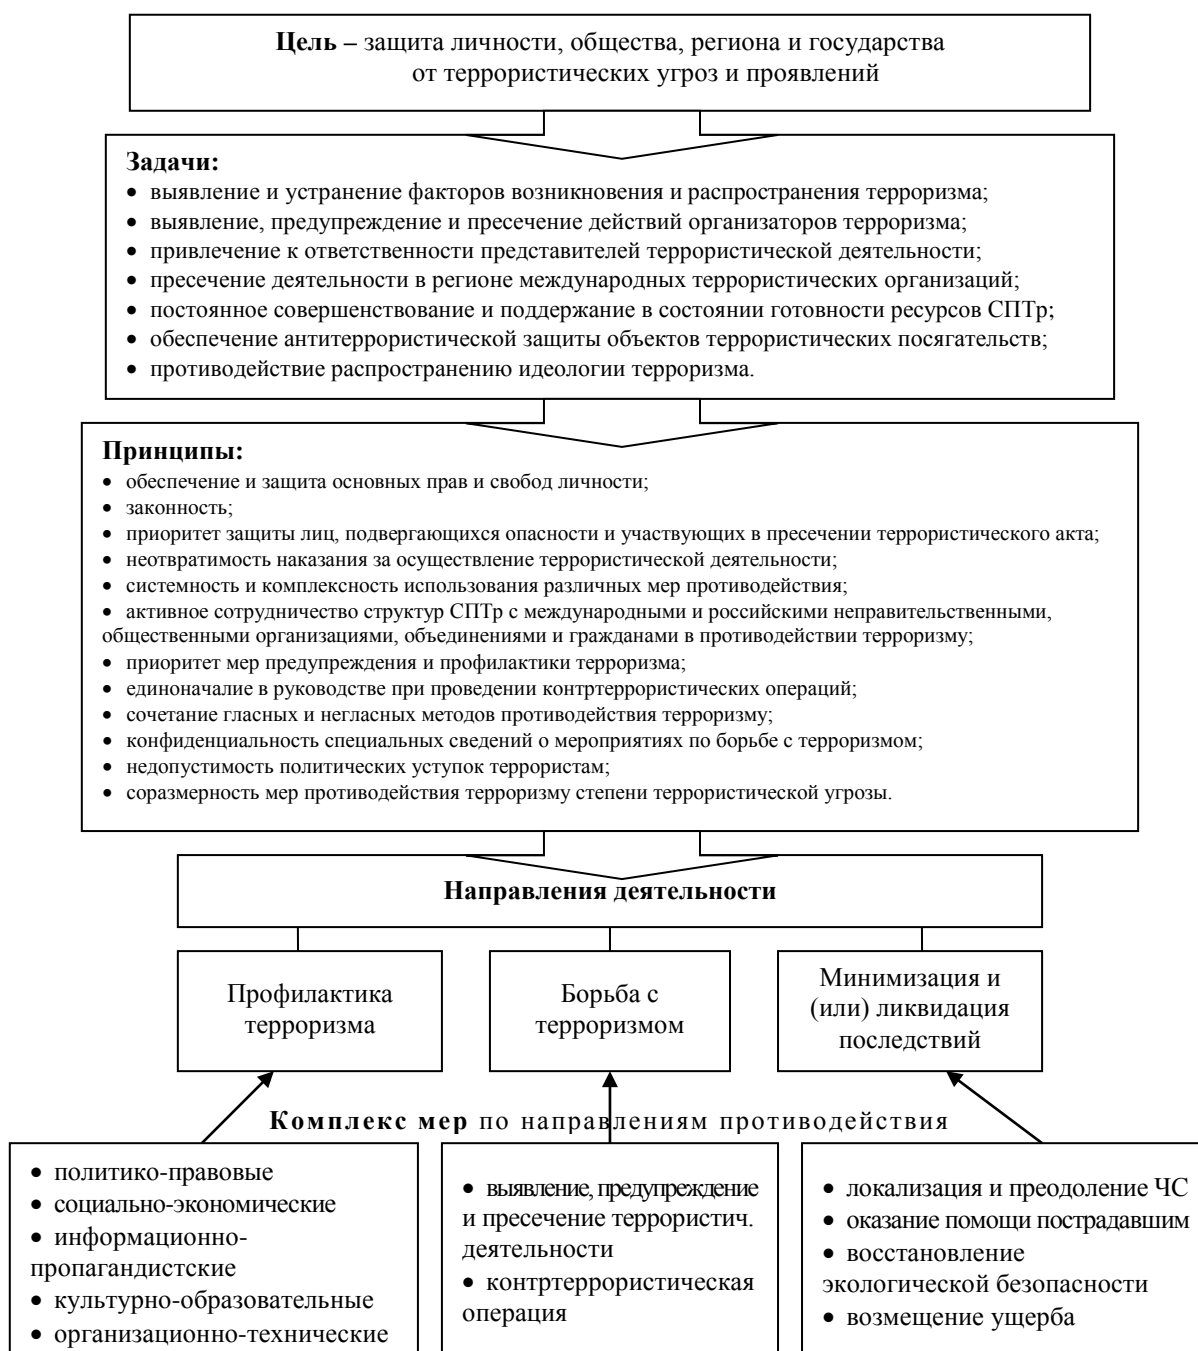 Цель – защита личности, общества, региона и государства
от террористических угроз и проявлений
Задачи:
• выявление и устранение факторов возникновения и распространения терроризма;
• выявление, предупреждение и пресечение действий организаторов терроризма;
• привлечение к ответственности представителей террористической деятельности;
• пресечение деятельности в регионе международных террористических организаций;
• постоянное совершенствование и поддержание в состоянии готовности ресурсов СПТр;
• обеспечение антитеррористической защиты объектов террористических посягательств;
• противодействие распространению идеологии терроризма.
Принципы:
• обеспечение и защита основных прав и свобод личности;
• законность;
• приоритет защиты лиц, подвергающихся опасности и участвующих в пресечении террористического акта;
• неотвратимость наказания за осуществление террористической деятельности;
• системность и комплексность использования различных мер противодействия;
• активное сотрудничество структур СПТр с международными и российскими неправительственными,
общественными организациями, объединениями и гражданами в противодействии терроризму;
• приоритет мер предупреждения и профилактики терроризма;
• единоначалие в руководстве при проведении контртеррористических операций;
• сочетание гласных и негласных методов противодействия терроризму;
• конфиденциальность специальных сведений о мероприятиях по борьбе с терроризмом;
• недопустимость политических уступок террористам;
• соразмерность мер противодействия терроризму степени террористической угрозы.
Направления деятельности
Профилактика
терроризма
Борьба с
терроризмом
Минимизация и
(или) ликвидация
последствий
Комплекс мер по направлениям противодействия
• политико-правовые
• социально-экономические
• информационно-
пропагандистские
• культурно-образовательные
• организационно-технические
• выявление, предупреждение
и пресечение террористич.
деятельности
• контртеррористическая
операция
• локализация и преодоление ЧС
• оказание помощи пострадавшим
• восстановление
экологической безопасности
• возмещение ущерба